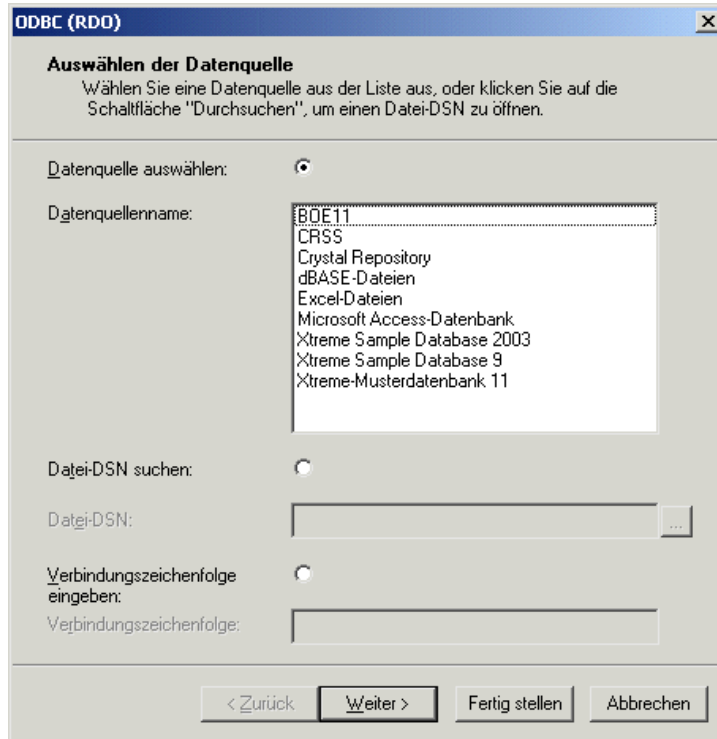 ODBC (RDO)
Auswählen der Datenquelle
Wählen Sie eine Datenquelle aus der Liste aus, oder klicken Sie auf die
Schaltfläche "Durchsuchen", um einen Datei-DSN zu öffnen.
Datenquelle auswählen:
Datenquellenname:
BOE11
CRSS
Crystal Repository
dBASE-Dateien
Excel-Dateien
Microsoft Access-Datenbank
Xtreme Sample Database 2003
Xtreme Sample Database 9
Xtreme-Musterdatenbank 11
Datei-DSN suchen:
Datei-DSN:
...
Verbindungszeichenfolge
eingeben:
Verbindungszeichenfolge:
< Zurück
Weiter >
Fertig stellen
Abbrechen